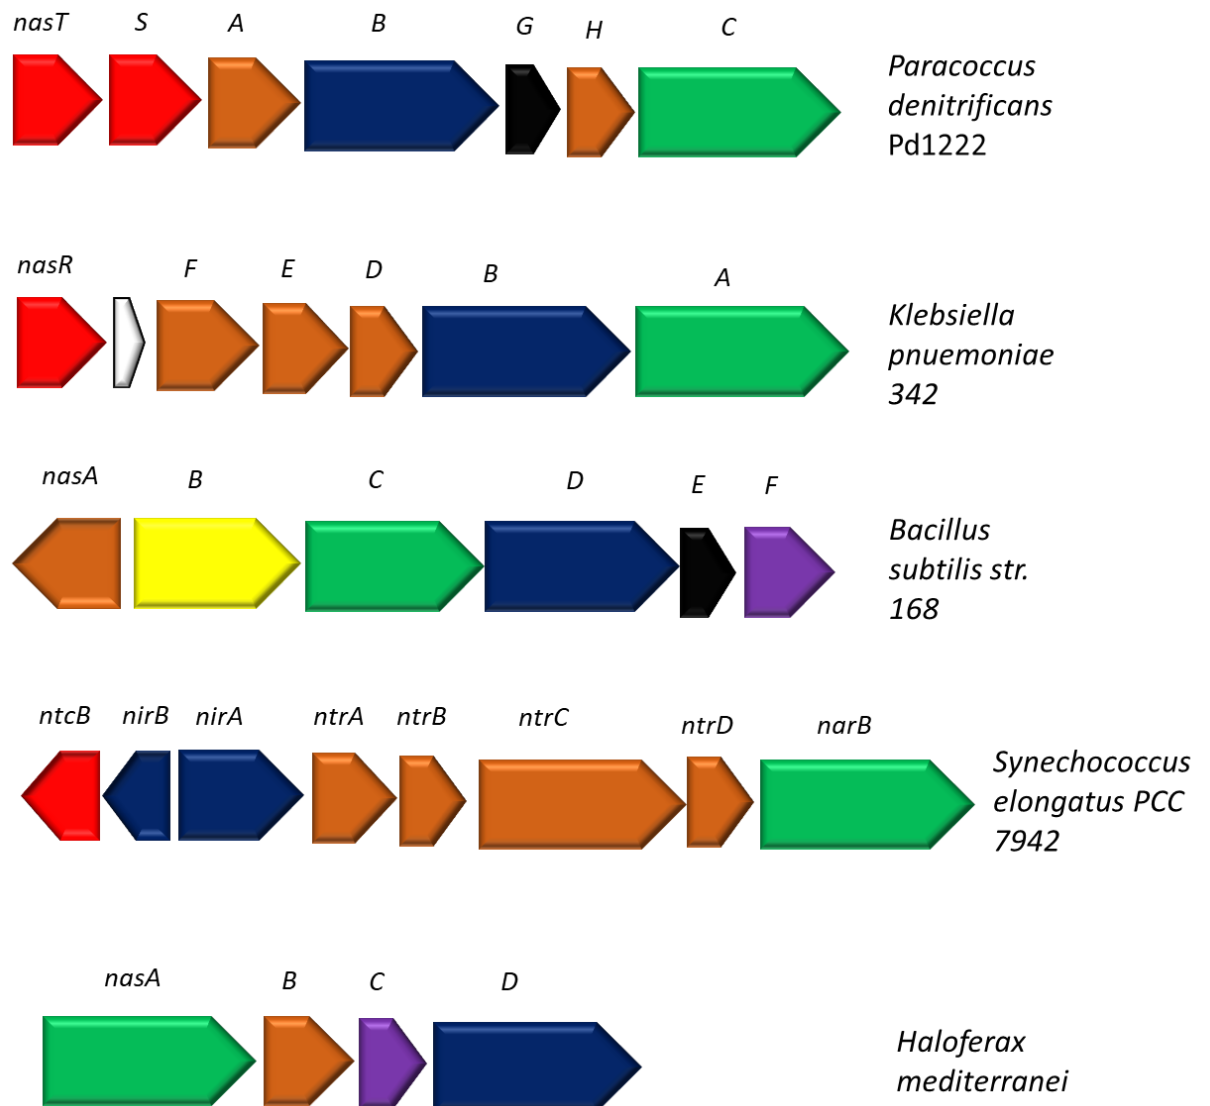 nasT S A B G H C
Paracoccus
denitrificans
Pd1222
nasR F E D B A
Klebsiella
pnuemoniae
342
nasA B C D E F
Bacillus
subtilis str.
168
ntcB nirB nirA ntrA ntrB ntrC ntrD narB
Synechococcus
elongatus PCC
7942
nasA B C D
Haloferax
mediterranei